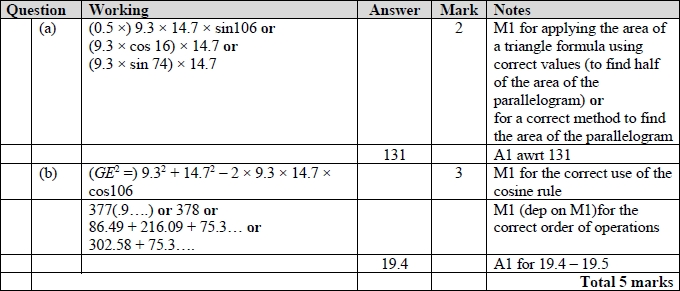 Question Working Answer Mark Notes
(a) (0.5 ×) 9.3 × 14.7 × sin106 or 2 M1 for applying the area of
(9.3 × cos 16) × 14.7 or a triangle formula using
(9.3 × sin 74) × 14.7 correct values (to find half
of the area of the
parallelogram) or
for a correct method to find
the area of the parallelogram
131 A1 awrt 131
(b) (GE² =) 9.3² + 14.7² – 2 × 9.3 × 14.7 × 3 M1 for the correct use of the
cos106 cosine rule
377(.9….) or 378 or M1 (dep on M1)for the
86.49 + 216.09 + 75.3… or correct order of operations
302.58 + 75.3….
19.4 A1 for 19.4 – 19.5
Total 5 marks